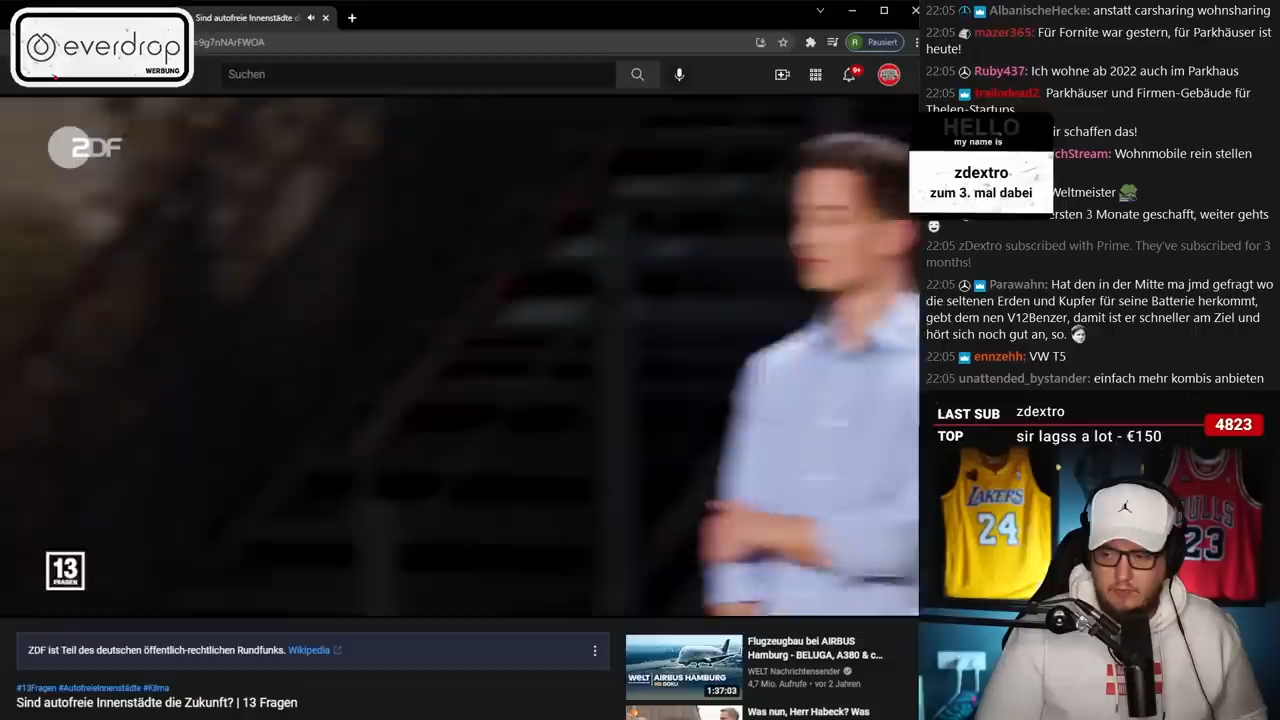 everdrop
WERBUNG
Sind autofreie Innenstädte d
=9g7nNArFWOA
Pausiert
Suchen
9+
ZDF
13
FRAGEN
ZDF ist Teil des deutschen öffentlich-rechtlichen Rundfunks. Wikipedia
#13Fragen #AutofreieInnenstädte #Klima
Sind autofreie Innenstädte die Zukunft? | 13 Fragen
WELT AIRBUS HAMBURG
1:37:03
Flugzeugbau bei AIRBUS
Hamburg - BELUGA, A380 & c...
WELT Nachrichtensender
4,7 Mio. Aufrufe • vor 2 Jahren
Was nun, Herr Habeck? Was
22:05 AlbanischeHecke: anstatt carsharing wohnsharing
22:05 mazer365: Für Fornite war gestern, für Parkhäuser ist
heute!
22:05 Ruby437: Ich wohne ab 2022 auch im Parkhaus
22:05 Parkhäuser und Firmen-Gebäude für
Thelen-Startups
ir schaffen das!
chStream: Wohnmobile rein stellen
Weltmeister
ersten 3 Monate geschafft, weiter gehts
HELLO
my name is
zdextro
zum 3. mal dabei
22:05 zDextro subscribed with Prime. They've subscribed for 3
months!
22:05 Parawahn: Hat den in der Mitte ma jmd gefragt wo
die seltenen Erden und Kupfer für seine Batterie herkommt,
gebt dem nen V12Benzer, damit ist er schneller am Ziel und
hört sich noch gut an, so.
22:05 ennzehh: VW T5
22:05 unattended_bystander: einfach mehr kombis anbieten
LAST SUB zdextro
4823
TOP sir lagss a lot - €150
LAKERS
24
BULLS
23